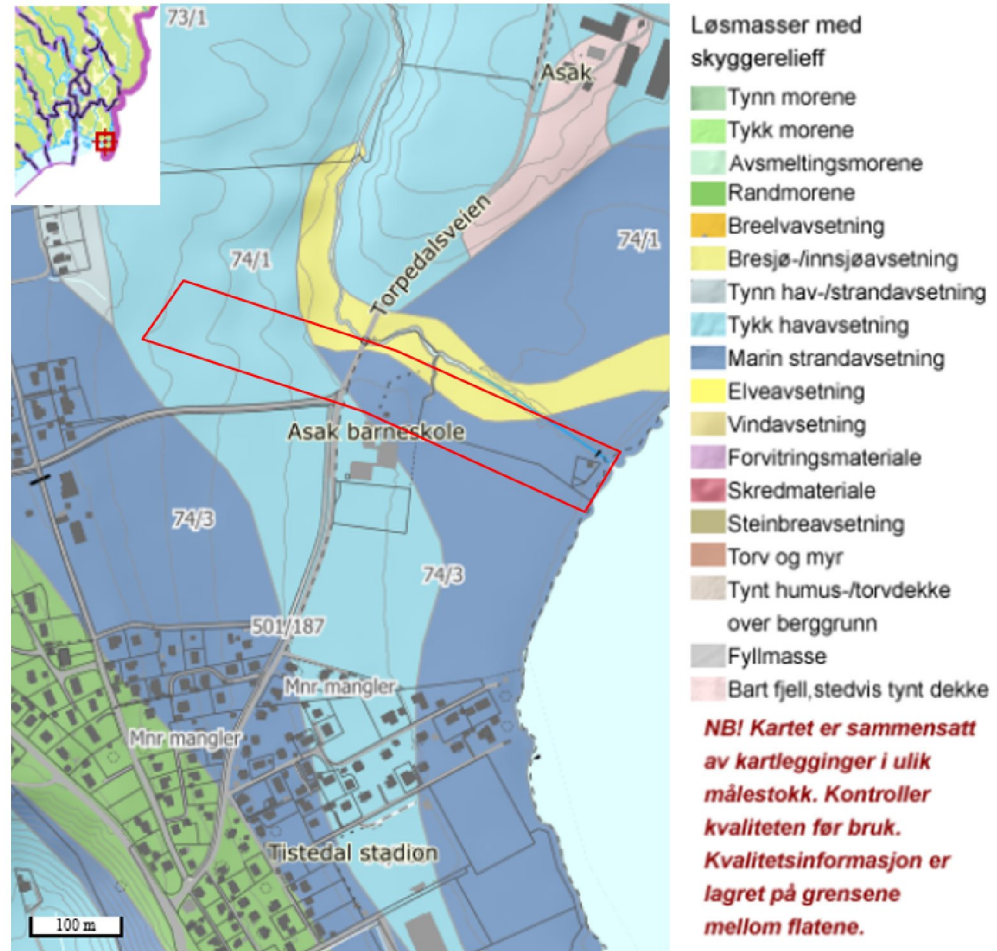 73/1
Asak
Torpedalsveien
74/1
74/1
Asak barneskole
74/3
74/3
501/187
Mnr mangler
Mnr mangler
Tistedal stadion
100 m
Løsmasser med
skyggerelieff
Tynn morene
Tykk morene
Avsmeltingsmorene
Randmorene
Breelvavsetning
Bresjø-/innsjøavsetning
Tynn hav-/strandavsetning
Tykk havavsetning
Marin strandavsetning
Elveavsetning
Vindavsetning
Forvitringsmateriale
Skredmateriale
Steinbreavsetning
Torv og myr
Tynt humus-/torvdekke
over berggrunn
Fyllmasse
Bart fjell,stedvis tynt dekke
NB! Kartet er sammensatt
av kartlegginger i ulik
målestokk. Kontroller
kvaliteten før bruk.
Kvalitetsinformasjon er
lagret på grensene
mellom flatene.